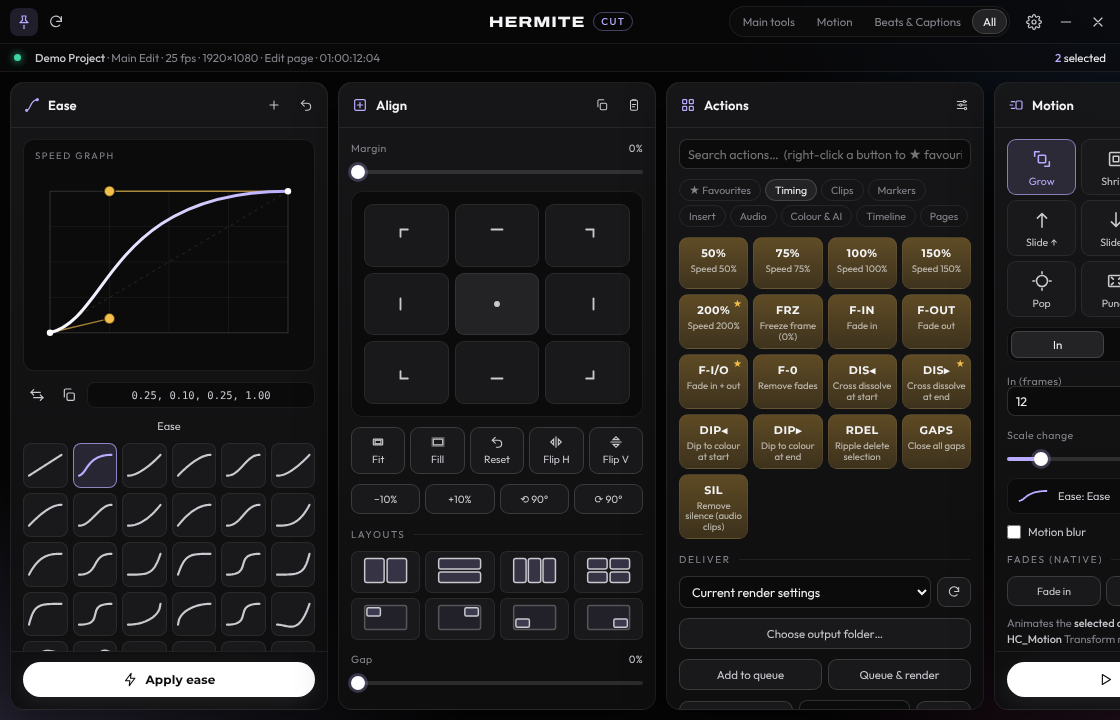 HERMITE CUT
Main tools Motion Beats & Captions All
Demo Project · Main Edit · 25 fps · 1920×1080 · Edit page · 01:00:12:04
2 selected
Ease
SPEED GRAPH
0.25, 0.10, 0.25, 1.00
Ease
Apply ease
Align
Margin 0%
Fit Fill Reset Flip H Flip V
−10% +10% ⟲ 90° ⟳ 90°
LAYOUTS
Gap 0%
Actions
Search actions… (right-click a button to ★ favouri
★ Favourites Timing Clips Markers
Insert Audio Colour & AI Timeline Pages
50% 75% 100% 150%
Speed 50% Speed 75% Speed 100% Speed 150%
200% ★ FRZ F-IN F-OUT
Speed 200% Freeze frame (0%) Fade in Fade out
F-I/O ★ F-0 DIS◂ DIS▸ ★
Fade in + out Remove fades Cross dissolve at start Cross dissolve at end
DIP◂ DIP▸ RDEL GAPS
Dip to colour at start Dip to colour at end Ripple delete selection Close all gaps
SIL
Remove silence (audio clips)
DELIVER
Current render settings
Choose output folder…
Add to queue Queue & render
Motion
Grow Shri
Slide ↑ Slide
Pop Pun
In
In (frames)
12
Scale change
Ease: Ease
Motion blur
FADES (NATIVE)
Fade in
Animates the selected c
HC_Motion Transform n